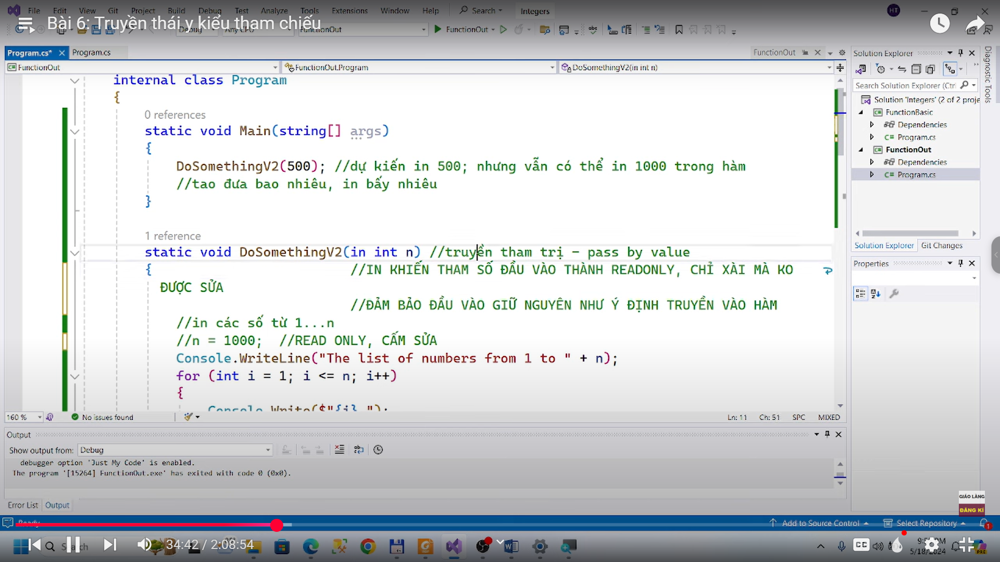 File Edit View Git Project Build Debug Test Analyze Tools Extensions Window Help Search Integers HT
Bài 6: Truyền thái y kiểu tham chiếu
Debug Any CPU FunctionOut FunctionOut
Program.cs* Program.cs FunctionOut
FunctionOut FunctionOut.Program DoSomethingV2(in int n)
internal class Program
{
0 references
static void Main(string[] args)
{
DoSomethingV2(500); //dự kiến in 500; nhưng vẫn có thể in 1000 trong hàm
//tao đưa bao nhiêu, in bấy nhiêu
}
1 reference
static void DoSomethingV2(in int n) //truyền tham trị - pass by value
{ //IN KHIẾN THAM SỐ ĐẦU VÀO THÀNH READONLY, CHỈ XÀI MÀ KO
ĐƯỢC SỬA
//ĐẢM BẢO ĐẦU VÀO GIỮ NGUYÊN NHƯ Ý ĐỊNH TRUYỀN VÀO HÀM
//in các số từ 1...n
//n = 1000; //READ ONLY, CẤM SỬA
Console.WriteLine("The list of numbers from 1 to " + n);
for (int i = 1; i <= n; i++)
{
Console.Write($"{i} ");
160 % No issues found Ln: 11 Ch: 51 SPC MIXED
Output
Show output from: Debug
debugger option 'Just My Code' is enabled.
The program '[15264] FunctionOut.exe' has exited with code 0 (0x0).
Error List Output
Solution Explorer
Search Solution Explorer (Ctrl
Solution 'Integers' (2 of 2 proje
FunctionBasic
Dependencies
C# Program.cs
FunctionOut
Dependencies
C# Program.cs
Solution Explorer Git Changes
Properties
Diagnostic Tools
GIÁO LÀNG
ĐĂNG KÍ
Ready Add to Source Control Select Repository 1
Search
34:42 / 2:08:54
CC
5/18/2024